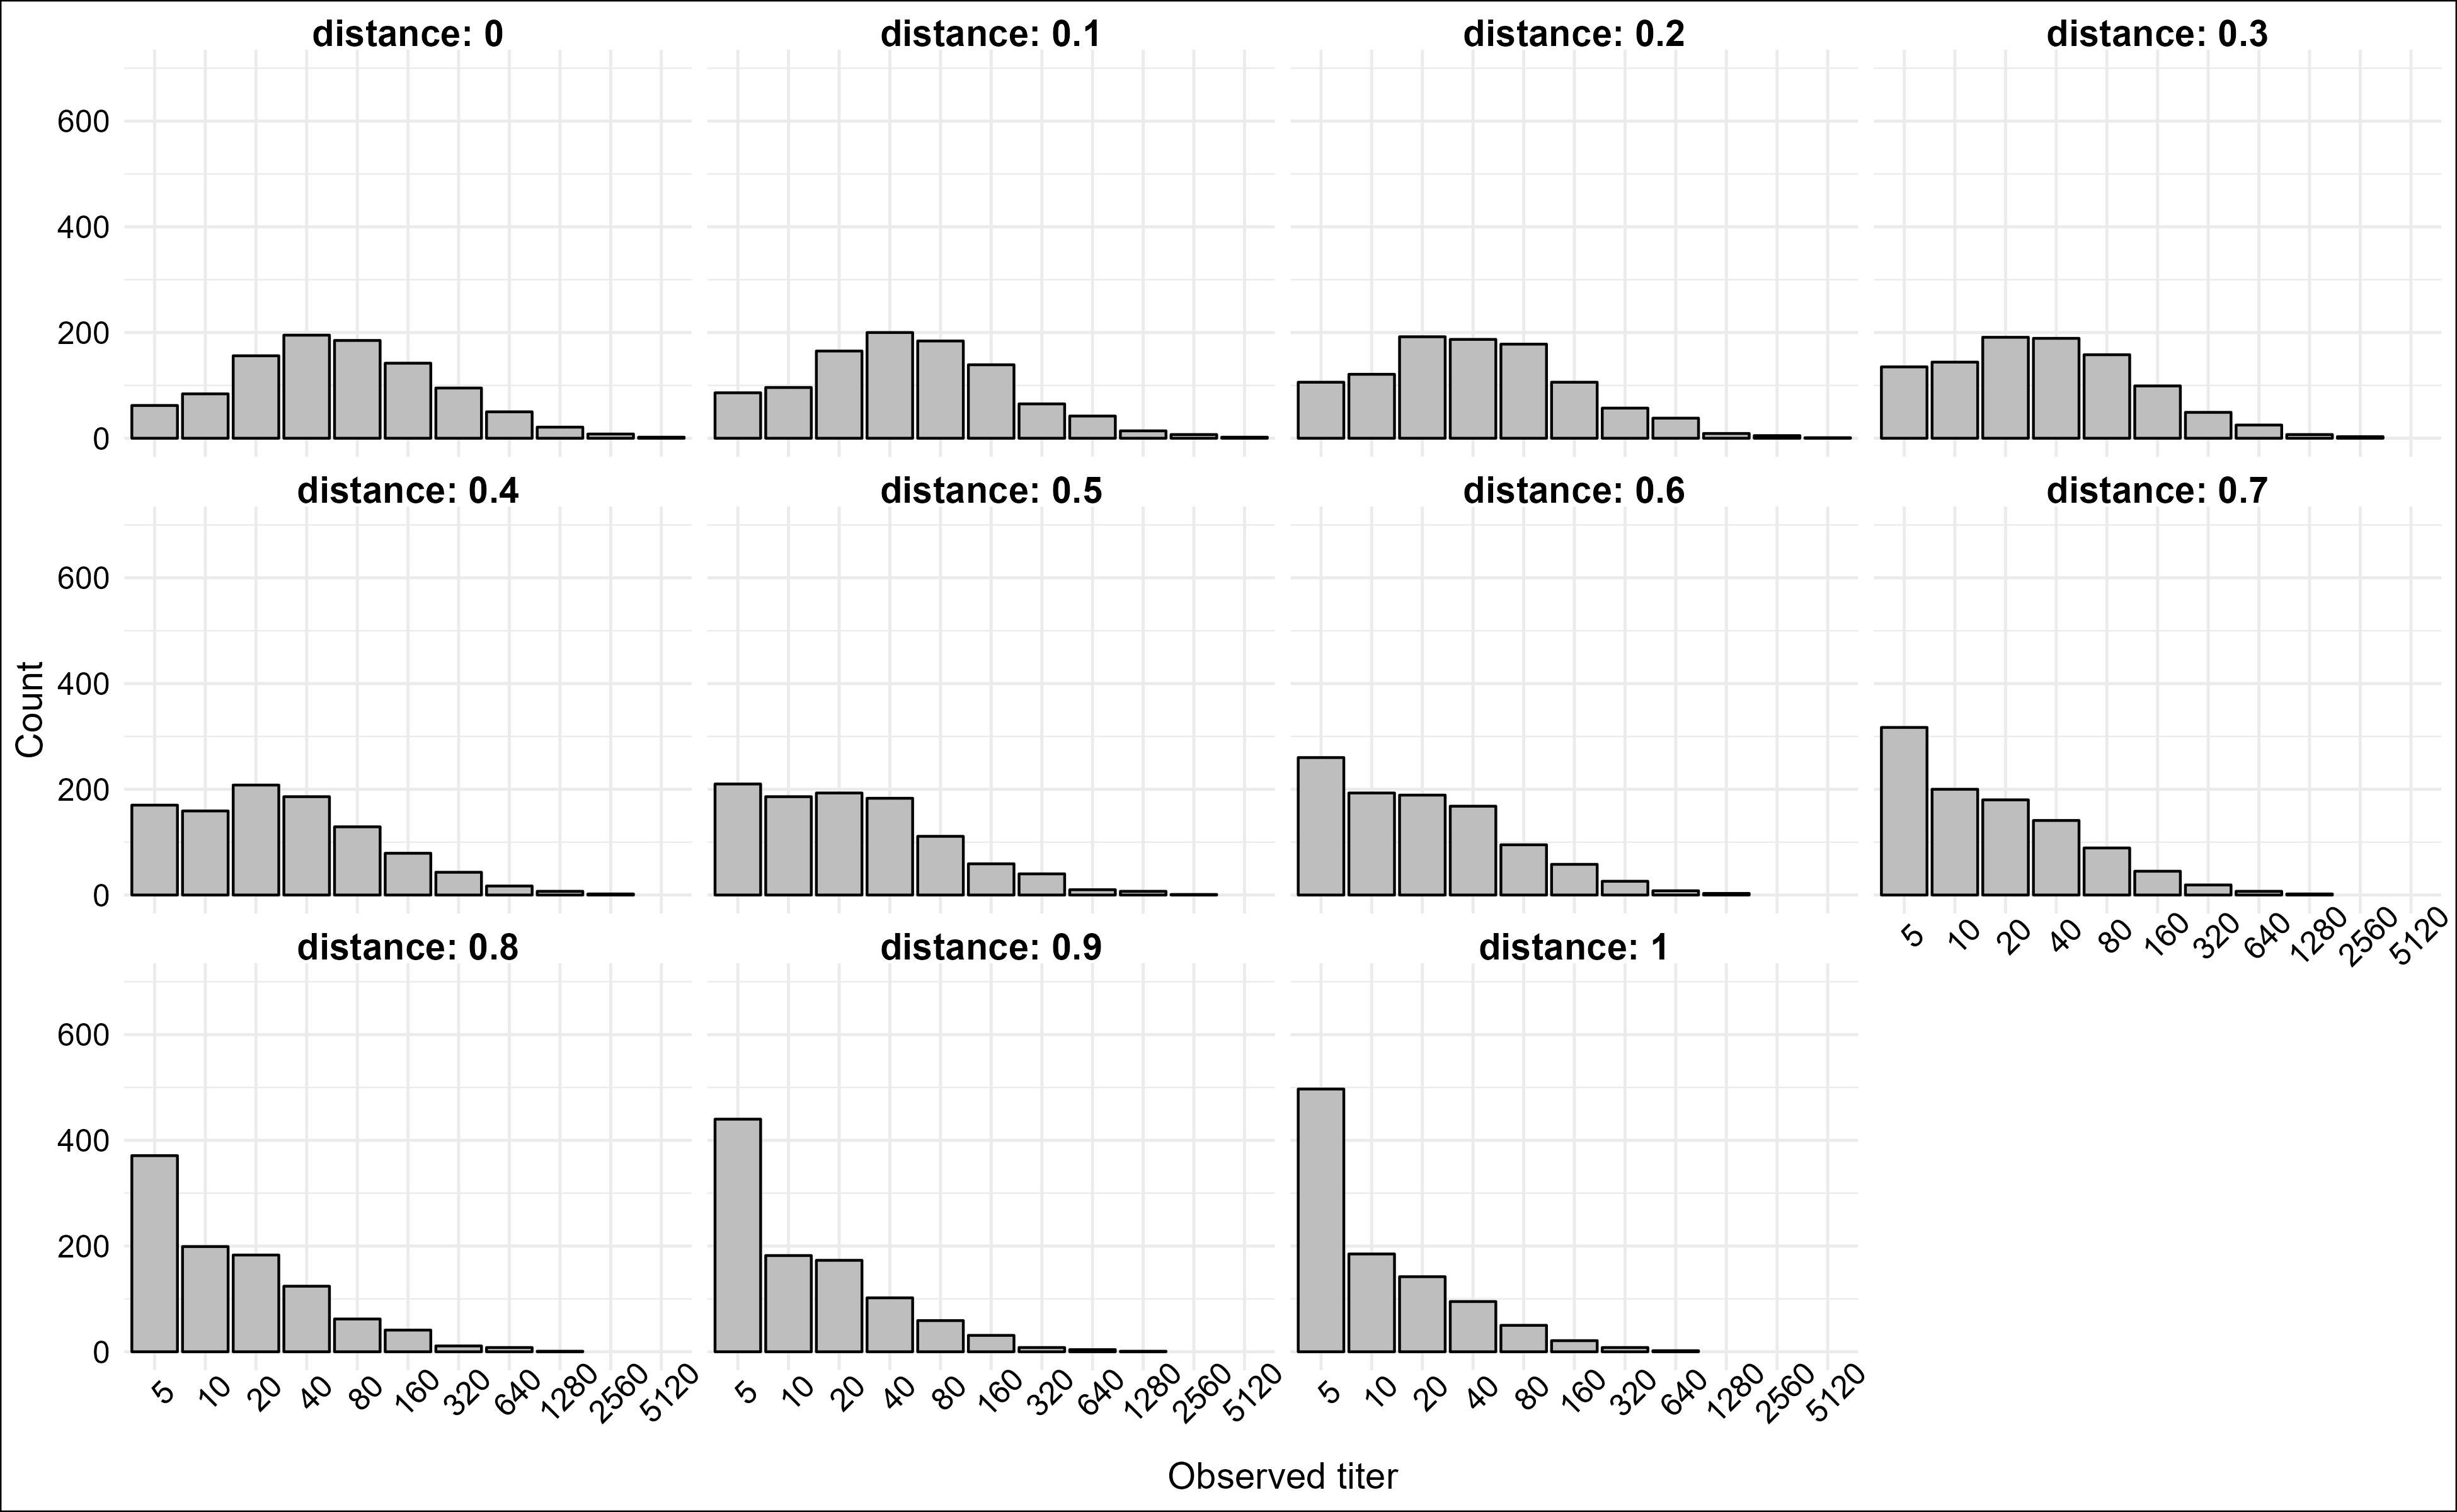 distance: 0
distance: 0.1
distance: 0.2
distance: 0.3
600
400
200
0
distance: 0.4
distance: 0.5
distance: 0.6
distance: 0.7
600
400
200
0
5 10 20 40 80 160 320 640 1280 2560 5120
distance: 0.8
distance: 0.9
distance: 1
600
400
200
0
5 10 20 40 80 160 320 640 1280 2560 5120
5 10 20 40 80 160 320 640 1280 2560 5120
5 10 20 40 80 160 320 640 1280 2560 5120
Count
Observed titer